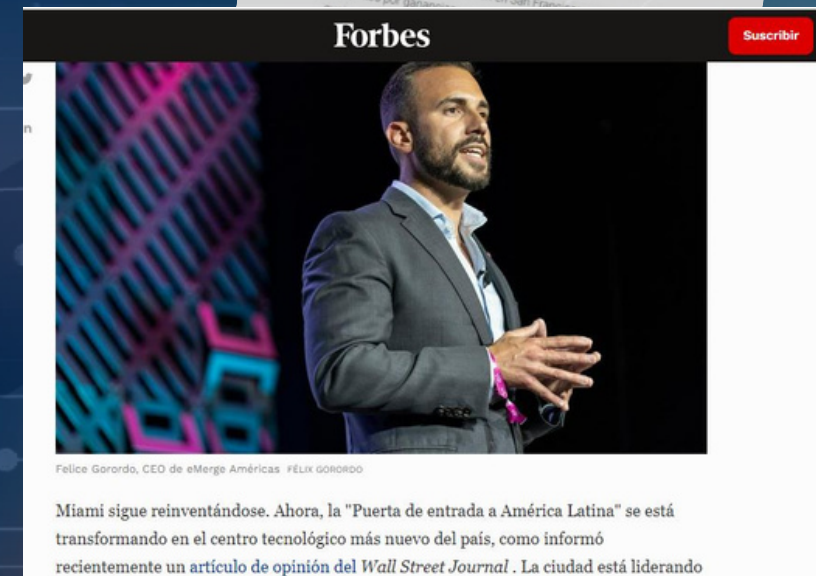 Forbes
Suscribir
n
Felice Gorordo, CEO de eMerge Américas FÉLIX GORORDO
Miami sigue reinventándose. Ahora, la "Puerta de entrada a América Latina" se está
transformando en el centro tecnológico más nuevo del país, como informó
recientemente un artículo de opinión del Wall Street Journal . La ciudad está liderando